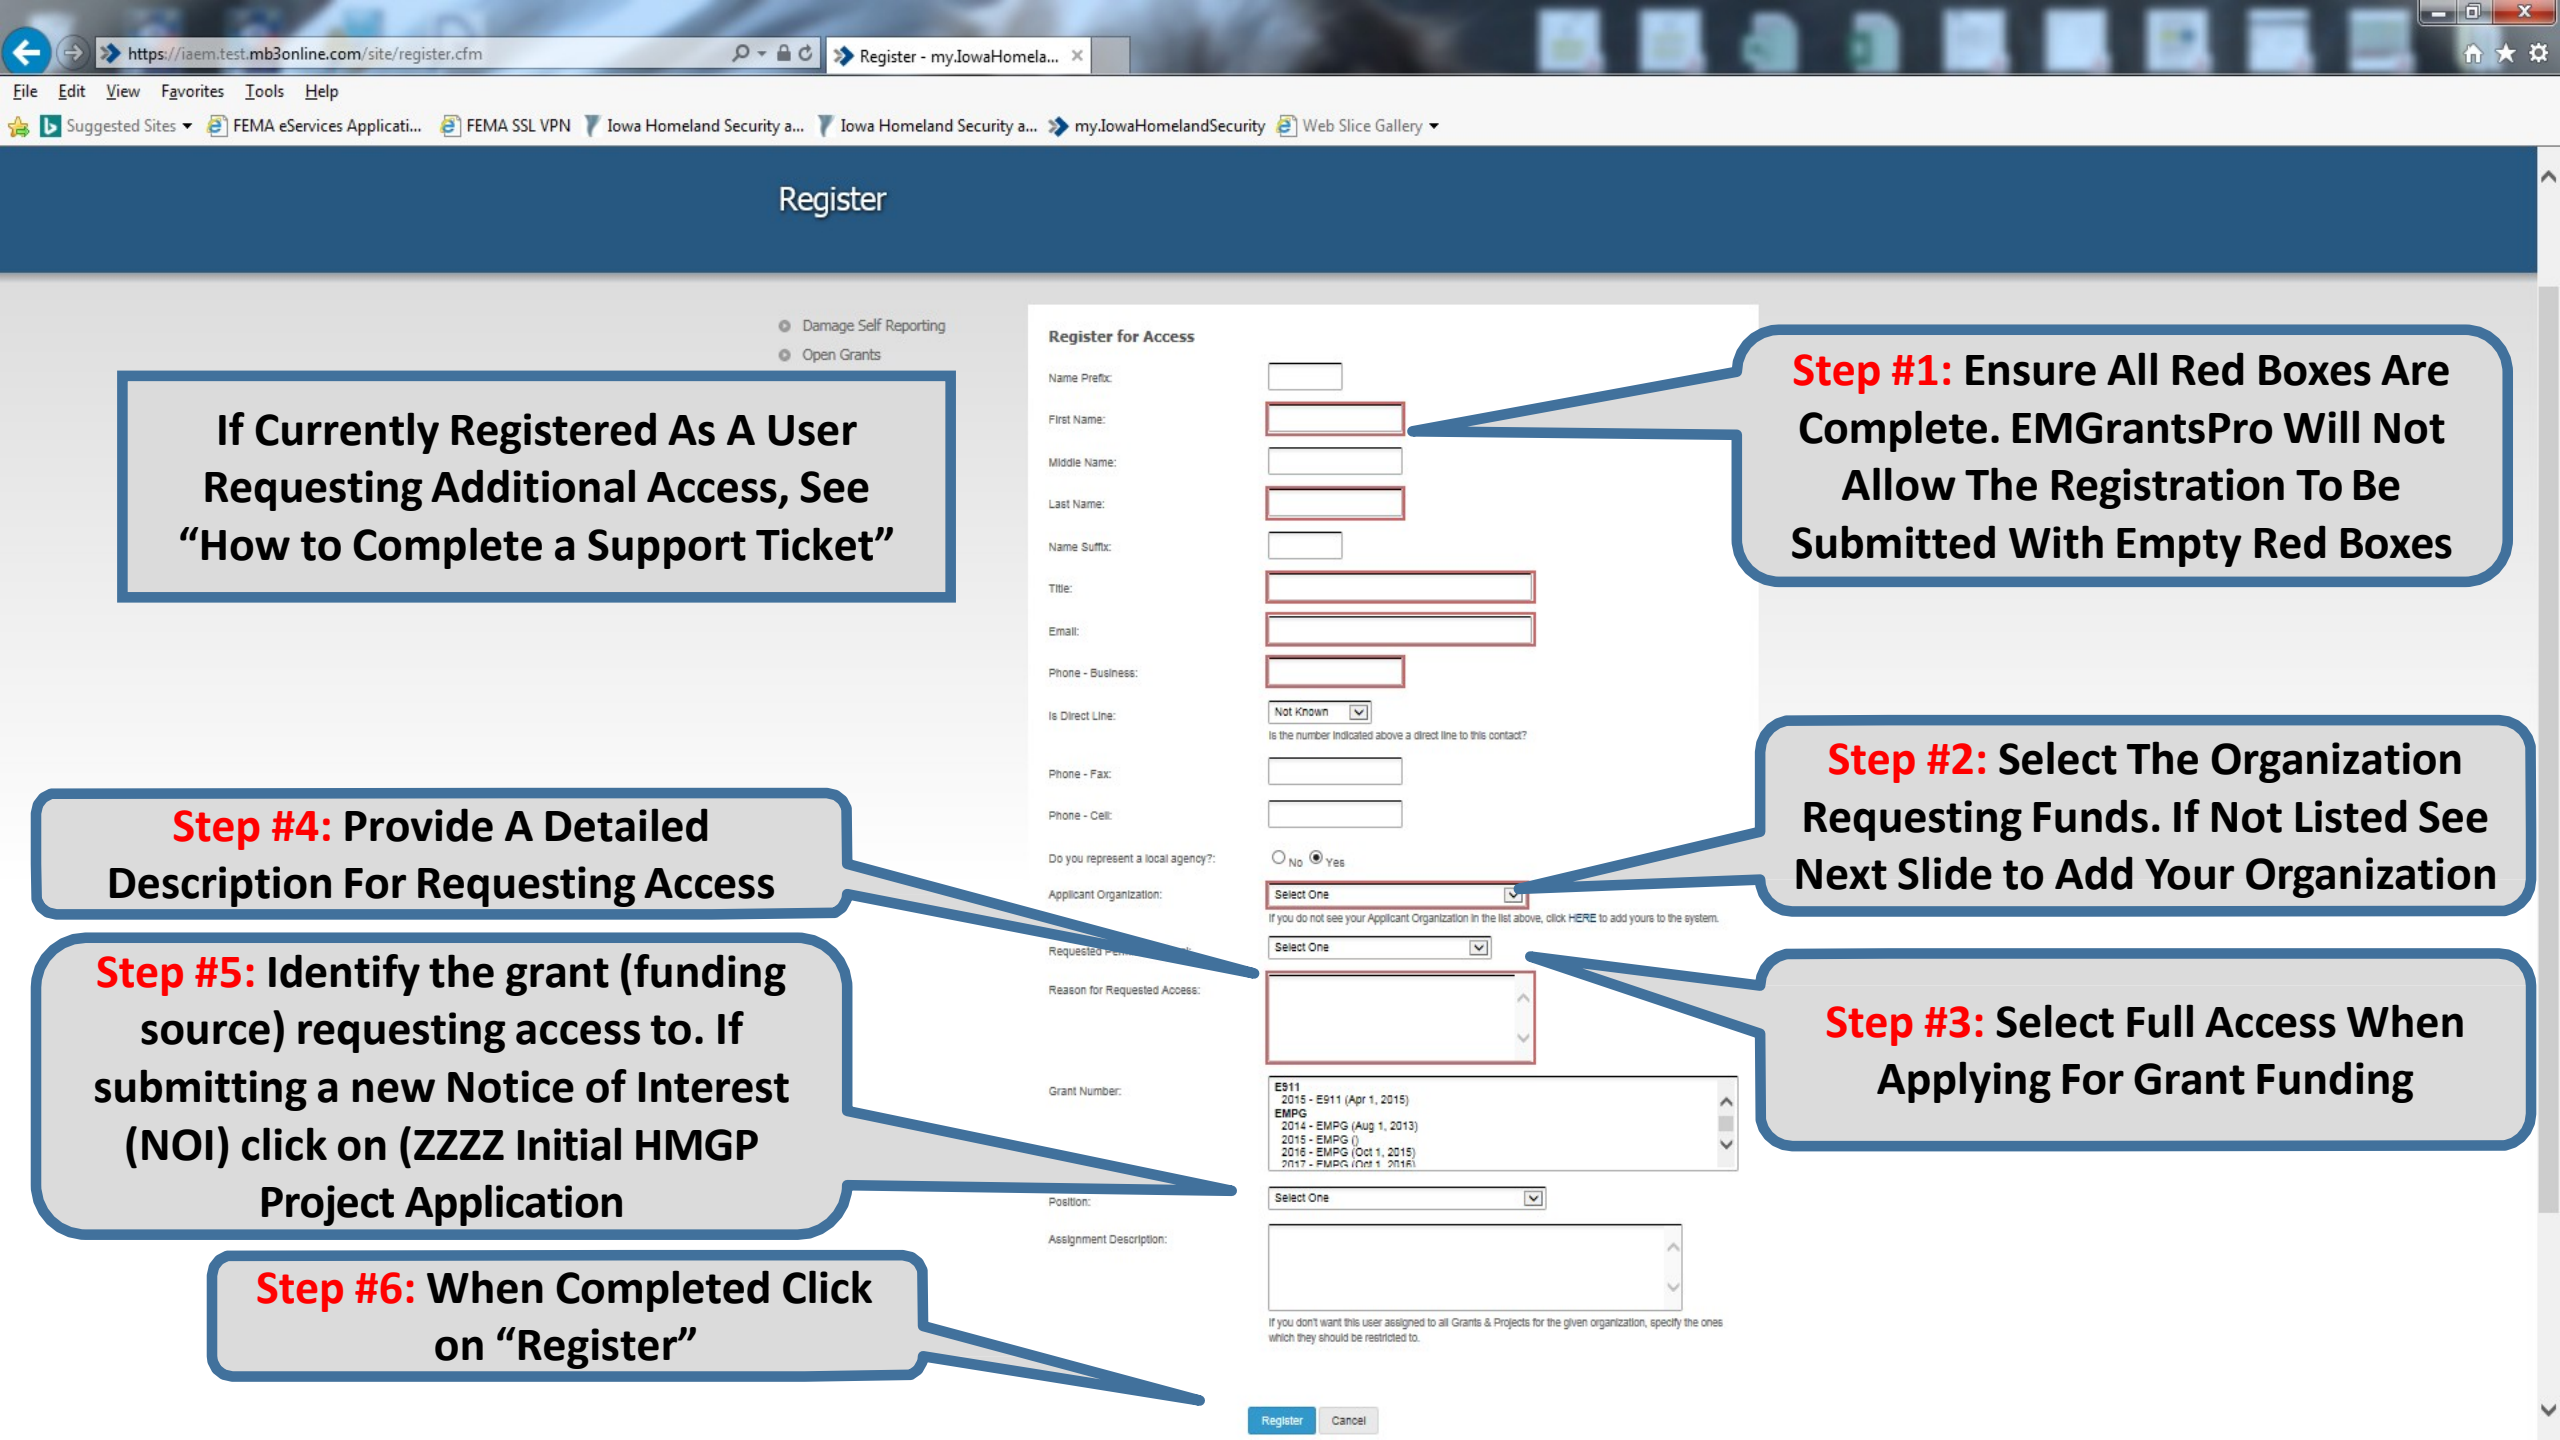 https://iaem.test.mb3online.com/site/register.cfm
Register - my.IowaHomela...
File Edit View Favorites Tools Help
Suggested Sites FEMA eServices Applicati... FEMA SSL VPN Iowa Homeland Security a... Iowa Homeland Security a... my.IowaHomelandSecurity Web Slice Gallery
Register
Damage Self Reporting
Open Grants
If Currently Registered As A User
Requesting Additional Access, See
“How to Complete a Support Ticket”
Register for Access
Name Prefix:
First Name:
Middle Name:
Last Name:
Name Suffix:
Title:
Email:
Phone - Business:
Is Direct Line:
Not Known
Is the number indicated above a direct line to this contact?
Phone - Fax:
Phone - Cell:
Do you represent a local agency?:
No Yes
Applicant Organization:
Select One
If you do not see your Applicant Organization in the list above, click HERE to add yours to the system.
Requested
Select One
Reason for Requested Access:
Grant Number:
E911
2015 - E911 (Apr 1, 2015)
EMPG
2014 - EMPG (Aug 1, 2013)
2015 - EMPG ()
2016 - EMPG (Oct 1, 2015)
2017 - EMPG (Oct 1, 2016)
Position:
Select One
Assignment Description:
If you don't want this user assigned to all Grants & Projects for the given organization, specify the ones
which they should be restricted to.
Register Cancel
Step #1: Ensure All Red Boxes Are
Complete. EMGrantsPro Will Not
Allow The Registration To Be
Submitted With Empty Red Boxes
Step #2: Select The Organization
Requesting Funds. If Not Listed See
Next Slide to Add Your Organization
Step #3: Select Full Access When
Applying For Grant Funding
Step #4: Provide A Detailed
Description For Requesting Access
Step #5: Identify the grant (funding
source) requesting access to. If
submitting a new Notice of Interest
(NOI) click on (ZZZZ Initial HMGP
Project Application
Step #6: When Completed Click
on “Register”